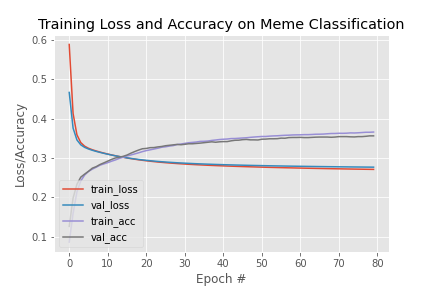 Training Loss and Accuracy on Meme Classification
0.6
0.5
0.4
0.3
0.2
0.1
Loss/Accuracy
train_loss
val_loss
train_acc
val_acc
0 10 20 30 40 50 60 70 80
Epoch #